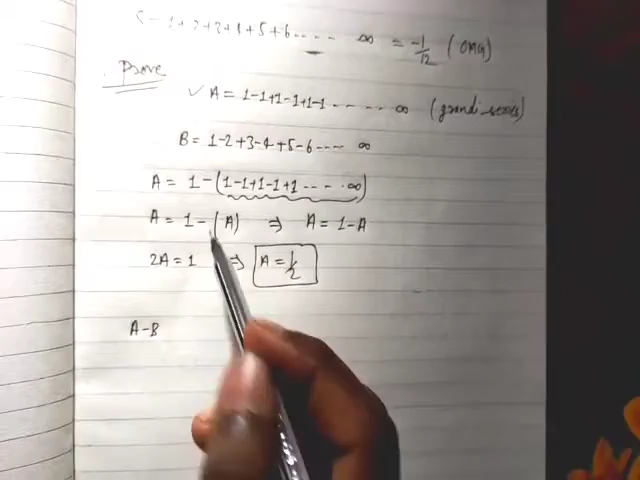 S = 1+2+3+4+5+6.... ∞ = -1/12 (OMG)
Prove
✓ A = 1-1+1-1+1-1...... ∞ (grandi-series)
B = 1-2+3-4+5-6.... ∞
A = 1-(1-1+1-1+1.....∞)
A = 1-(A) ⇒ A = 1-A
2A = 1 ⇒ A = 1/2
A-B